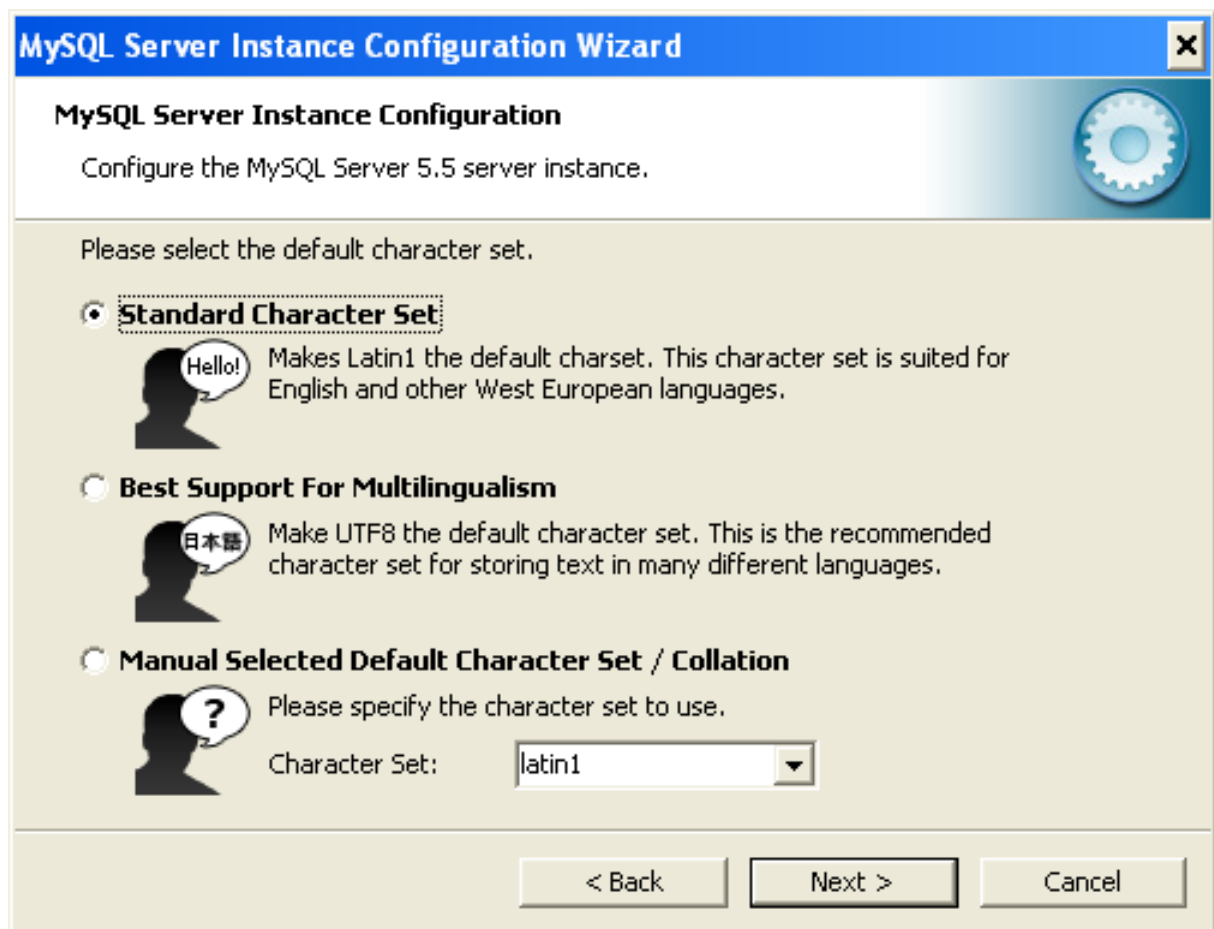 MySQL Server Instance Configuration Wizard
MySQL Server Instance Configuration
Configure the MySQL Server 5.5 server instance.
Please select the default character set.
Standard Character Set
Hello!
Makes Latin1 the default charset. This character set is suited for
English and other West European languages.
Best Support For Multilingualism
日本語
Make UTF8 the default character set. This is the recommended
character set for storing text in many different languages.
Manual Selected Default Character Set / Collation
?
Please specify the character set to use.
Character Set: latin1
< Back Next > Cancel